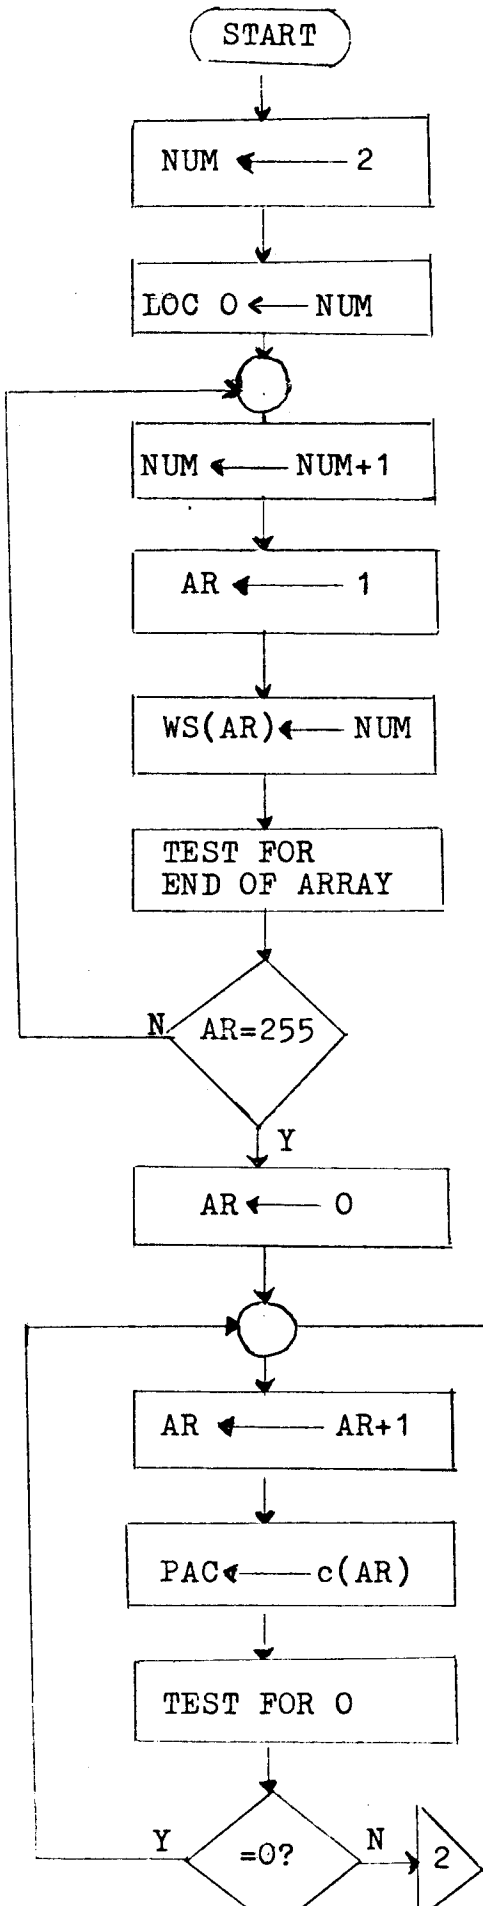 START
NUM ← 2
LOC 0 ← NUM
NUM ← NUM+1
AR ← 1
WS(AR) ← NUM
TEST FOR
END OF ARRAY
N AR=255
Y
AR ← 0
AR ← AR+1
PAC ← c(AR)
TEST FOR 0
Y =0? N 2